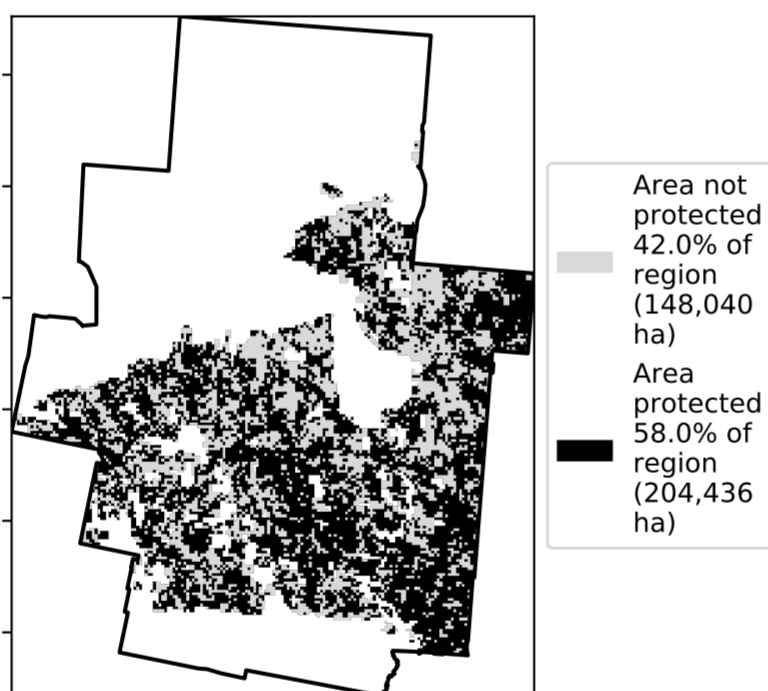 Area not
protected
42.0% of
region
(148,040
ha)
Area
protected
58.0% of
region
(204,436
ha)